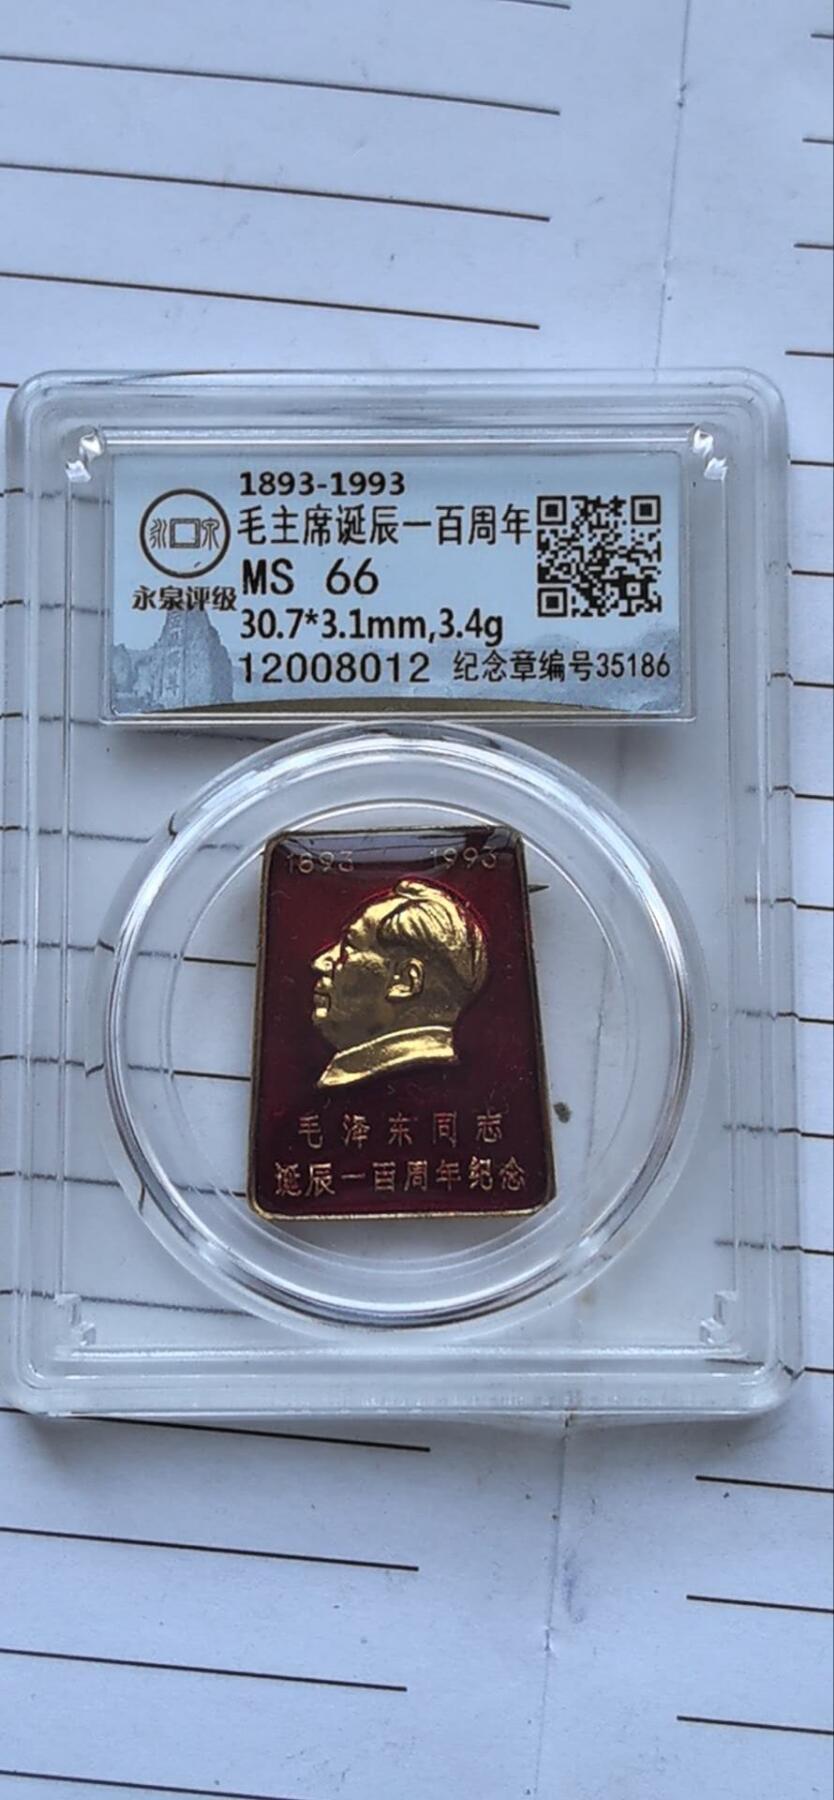 1893-1993
毛主席诞辰一百周年
永泉
永泉评级
MS 66
30.7*3.1mm,3.4g
12008012 纪念章编号35186
1893 1993
毛泽东同志
诞辰一百周年纪念